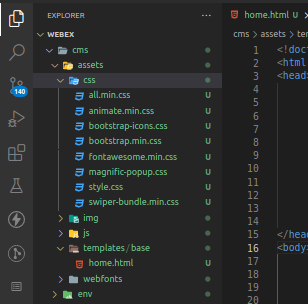 EXPLORER
...
home.html
WEBEX
cms > assets > ter
cms
assets
css
all.min.css U
animate.min.css U
bootstrap-icons.css U
bootstrap.min.css U
fontawesome.min.css U
magnific-popup.css U
style.css U
swiper-bundle.min.css U
img
js
templates/base
home.html U
webfonts
env
140
1 <!doct
2 <html
3 <head>
4
5
6
7
8
9
10
11
12
13
14
15 </head
16 <body>
17
18
19
20